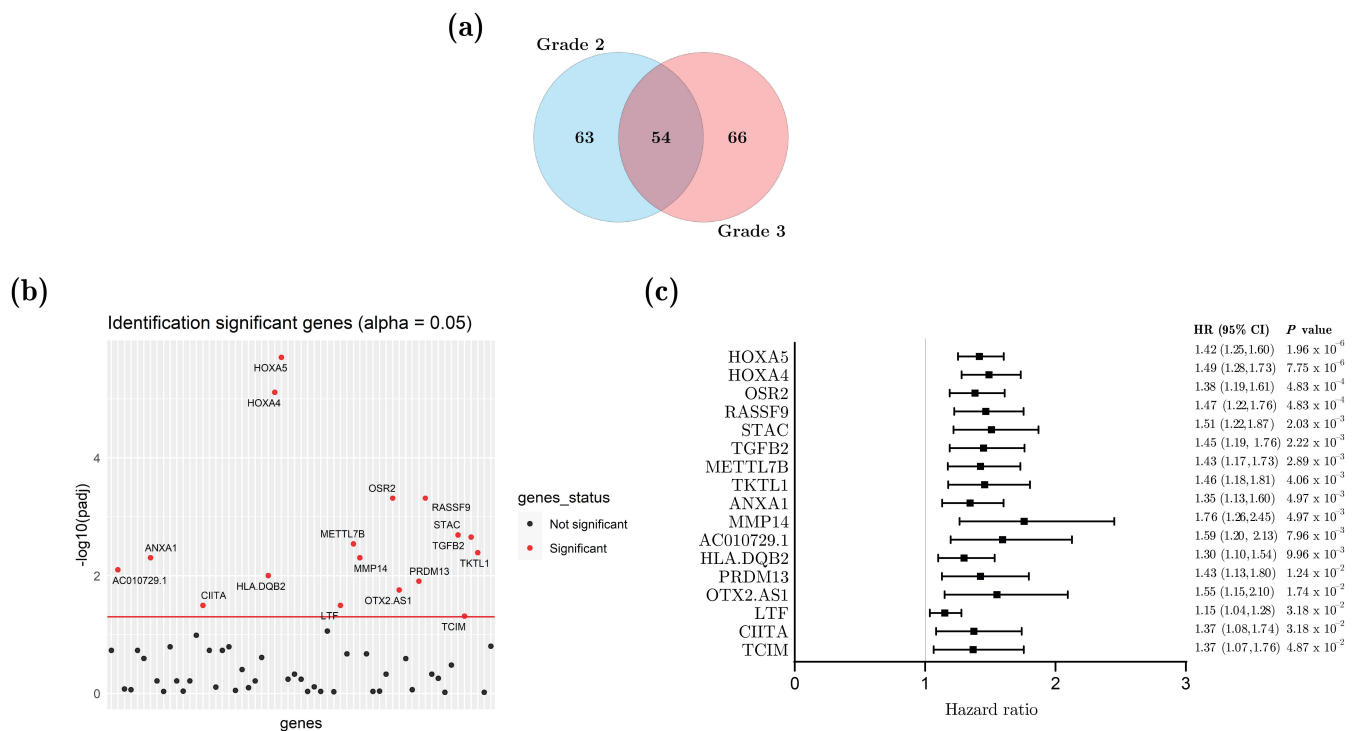 (a)
Grade 2
63
54
66
Grade 3
(b)
Identification significant genes (alpha = 0.05)
HOXA5
HOXA4
4
OSR2
RASSF9
STAC
METTL7B
TGFB2
ANXA1
MMP14
TKTL1
AC010729.1
HLA.DQB2
PRDM13
2
CIITA
OTX2.AS1
LTF
TCIM
0
-log10(padj)
genes
genes_status
Not significant
Significant
(c)
HR (95% CI) P value
HOXA5 1.42 (1.25,1.60) 1.96 x 10-6
HOXA4 1.49 (1.28,1.73) 7.75 x 10-6
OSR2 1.38 (1.19,1.61) 4.83 x 10-4
RASSF9 1.47 (1.22,1.76) 4.83 x 10-4
STAC 1.51 (1.22,1.87) 2.03 x 10-3
TGFB2 1.45 (1.19, 1.76) 2.22 x 10-3
METTL7B 1.43 (1.17,1.73) 2.89 x 10-3
TKTL1 1.46 (1.18,1.81) 4.06 x 10-3
ANXA1 1.35 (1.13,1.60) 4.97 x 10-3
MMP14 1.76 (1.26,2.45) 4.97 x 10-3
AC010729.1 1.59 (1.20, 2.13) 7.96 x 10-3
HLA.DQB2 1.30 (1.10,1.54) 9.96 x 10-3
PRDM13 1.43 (1.13,1.80) 1.24 x 10-2
OTX2.AS1 1.55 (1.15,2.10) 1.74 x 10-2
LTF 1.15 (1.04,1.28) 3.18 x 10-2
CIITA 1.37 (1.08,1.74) 3.18 x 10-2
TCIM 1.37 (1.07,1.76) 4.87 x 10-2
0 1 2 3
Hazard ratio